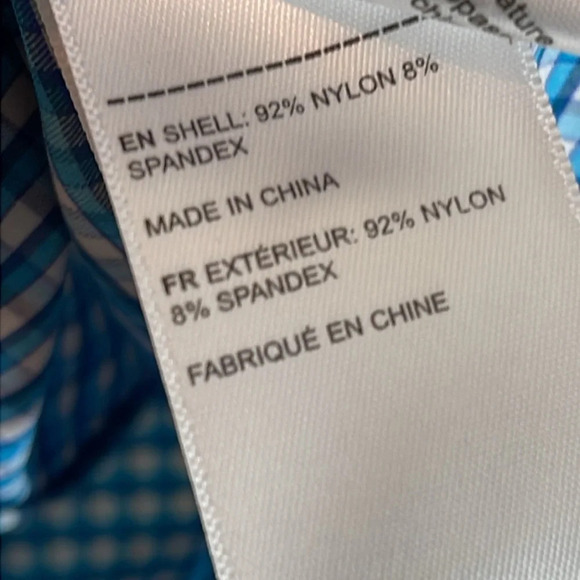 EN SHELL: 92% NYLON 8%
SPANDEX
MADE IN CHINA
FR EXTÉRIEUR: 92% NYLON
8% SPANDEX
FABRIQUÉ EN CHINE